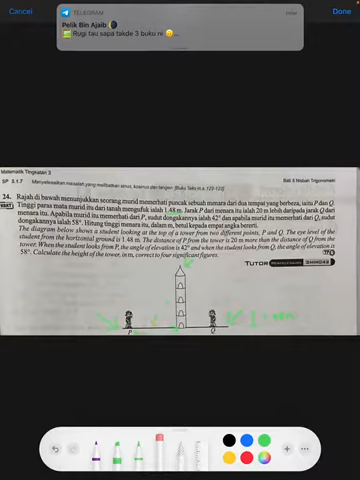 Cancel
Done
TELEGRAM
now
Pelik Bin Ajaib
Rugi tau sapa takde 3 buku ni
Matematik Tingkatan 3
Bab 5 Nisbah Trigonometri
SP 5.1.7 Menyelesaikan masalah yang melibatkan sinus, kosinus dan tangen. [Buku Teks m.s. 120-123]
24. Rajah di bawah menunjukkan seorang murid memerhati puncak sebuah menara dari dua tempat yang berbeza, iaitu P dan Q.
KBAT Tinggi paras mata murid itu dari tanah mengufuk ialah 1.48 m. Jarak P dari menara itu ialah 20 m lebih daripada jarak Q dari
menara itu. Apabila murid itu memerhati dari P, sudut dongakannya ialah 42° dan apabila murid itu memerhati dari Q, sudut
dongakannya ialah 58°. Hitung tinggi menara itu, dalam m, betul kepada empat angka bererti.
The diagram below shows a student looking at the top of a tower from two different points, P and Q. The eye level of the
student from the horizontal ground is 1.48 m. The distance of P from the tower is 20 m more than the distance of Q from the
tower. When the student looks from P, the angle of elevation is 42° and when the student looks from Q, the angle of elevation is
58°. Calculate the height of the tower, in m, correct to four significant figures.
TUTOR
P
Q